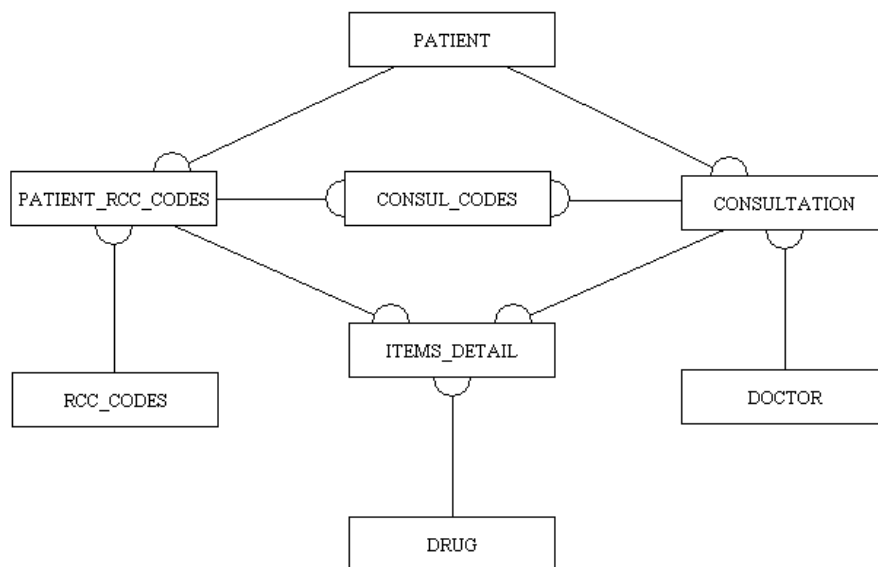 PATIENT
PATIENT_RCC_CODES
CONSUL_CODES
CONSULTATION
ITEMS_DETAIL
RCC_CODES
DOCTOR
DRUG